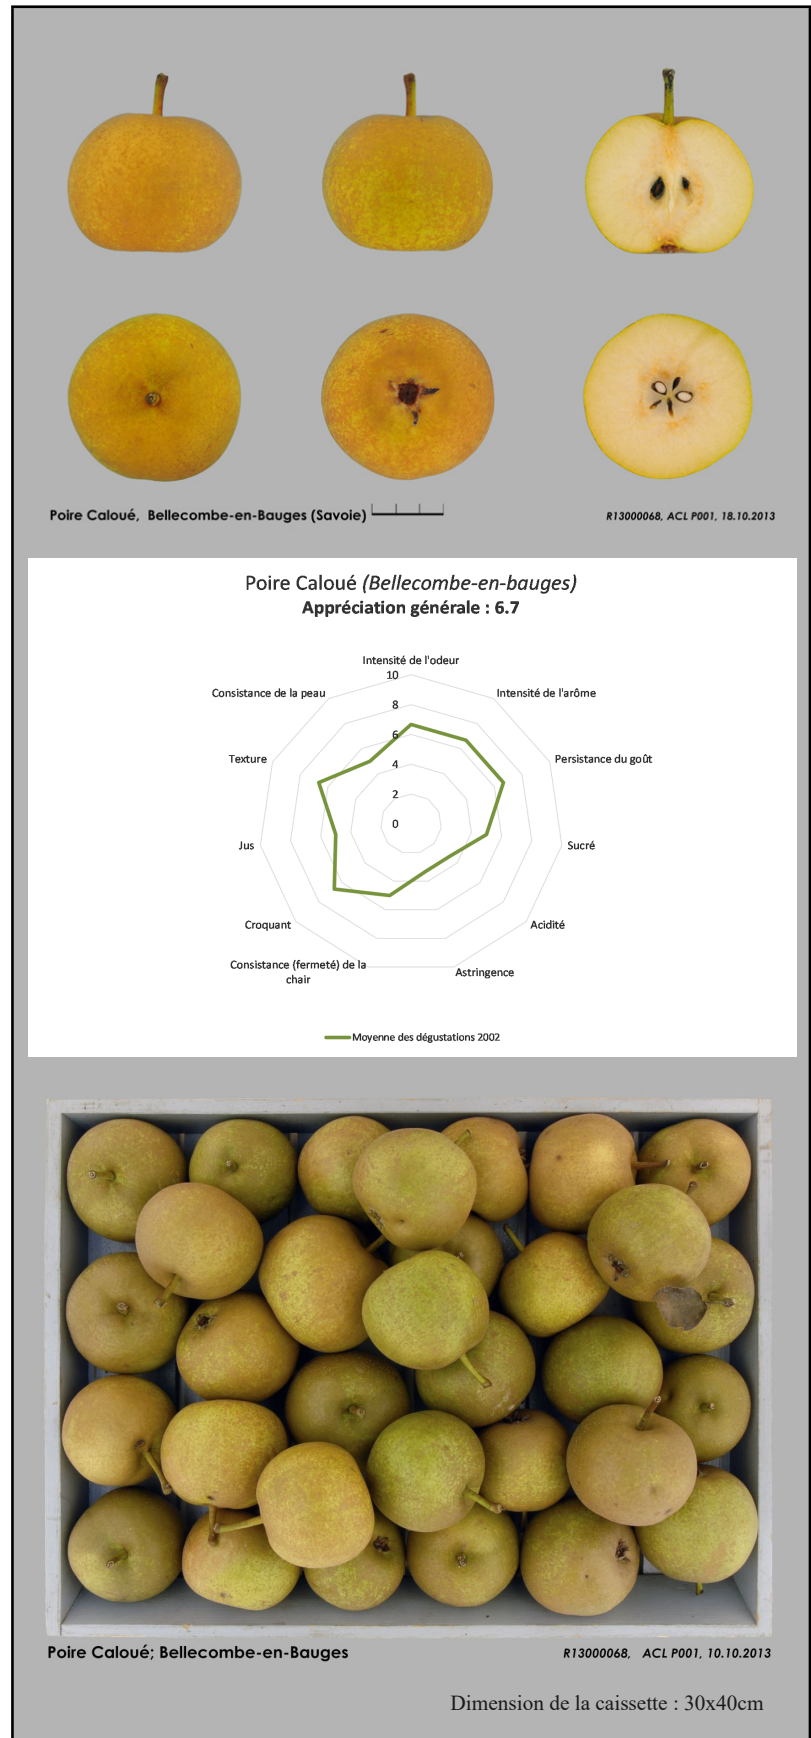 Poire Caloué, Bellecombe-en-Bauges (Savoie)
R13000068, ACL P001, 18.10.2013
Poire Caloué (Bellecombe-en-bauges)
Appréciation générale : 6.7
Intensité de l'odeur
Intensité de l'arôme
Persistance du goût
Sucré
Acidité
Astringence
Consistance (fermeté) de la
chair
Croquant
Jus
Texture
Consistance de la peau
10
8
6
4
2
0
Moyenne des dégustations 2002
Poire Caloué; Bellecombe-en-Bauges
R13000068, ACL P001, 10.10.2013
Dimension de la caissette : 30x40cm